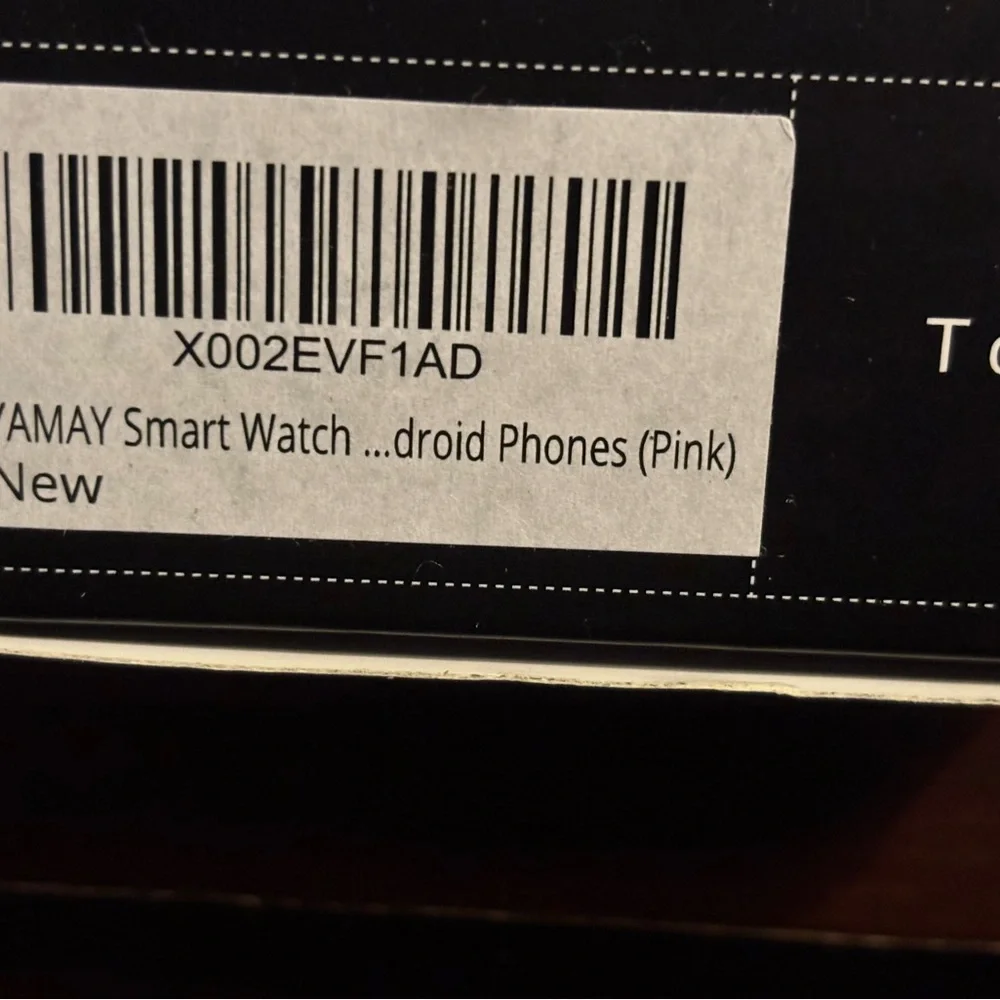 X002EVF1AD
YAMAY Smart Watch ...droid Phones (Pink)
New